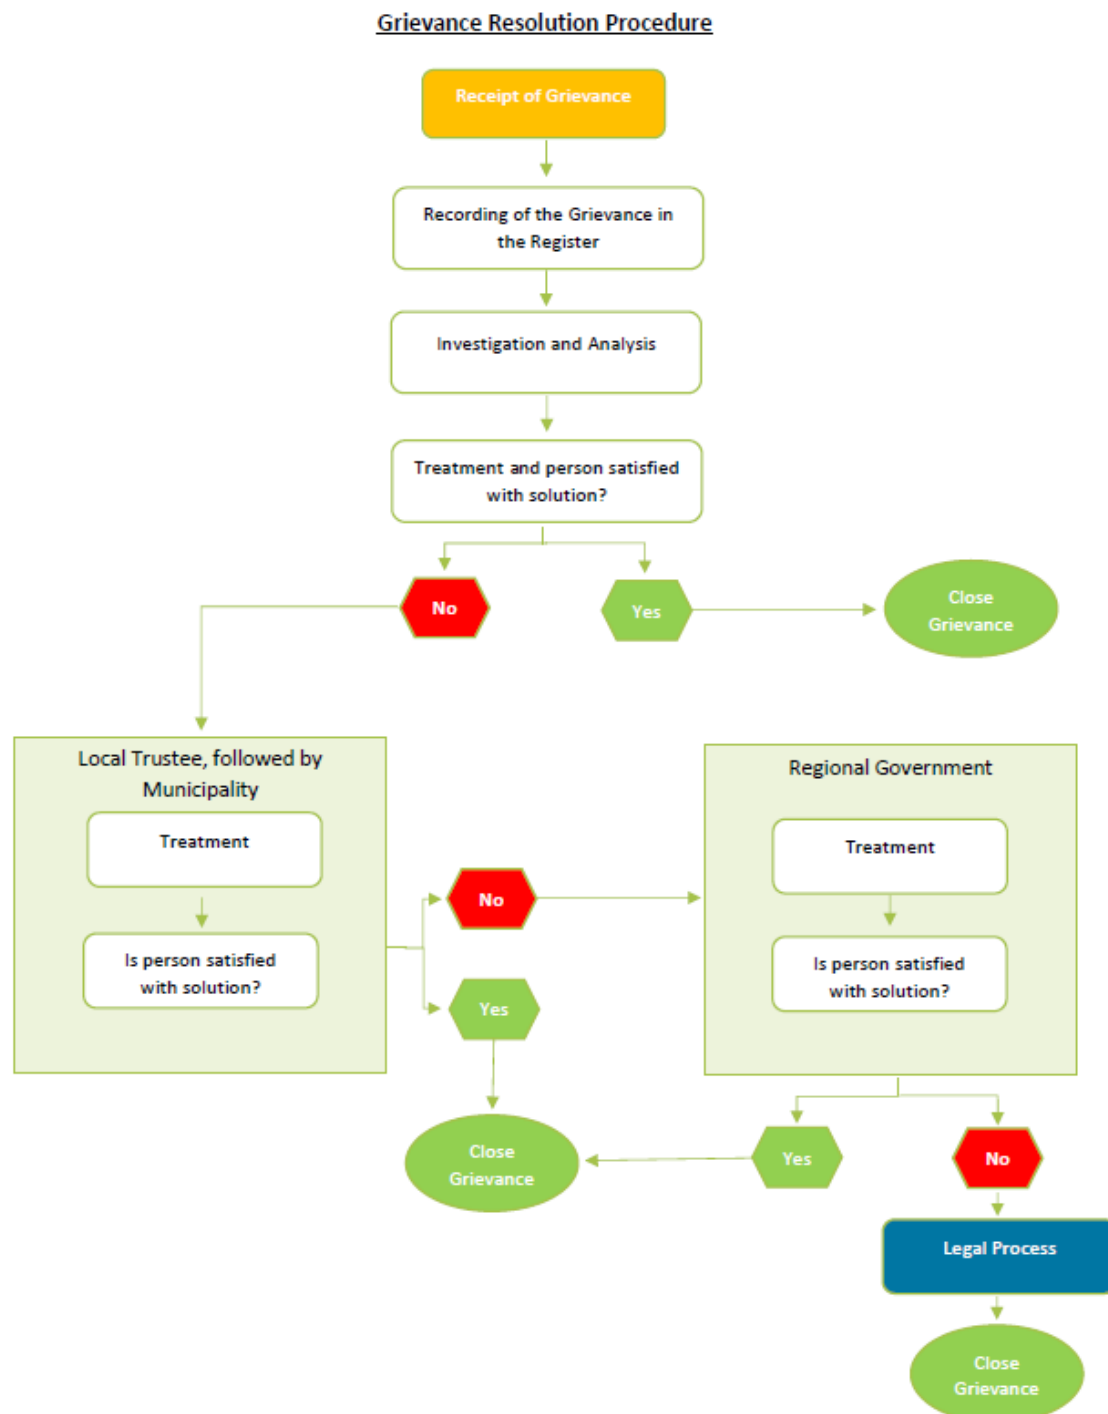 Grievance Resolution Procedure
Receipt of Grievance
Recording of the Grievance in
the Register
Investigation and Analysis
Treatment and person satisfied
with solution?
No
Yes
Close
Grievance
Local Trustee, followed by
Municipality
Treatment
Is person satisfied
with solution?
No
Yes
Close
Grievance
Regional Government
Treatment
Is person satisfied
with solution?
Yes
No
Legal Process
Close
Grievance